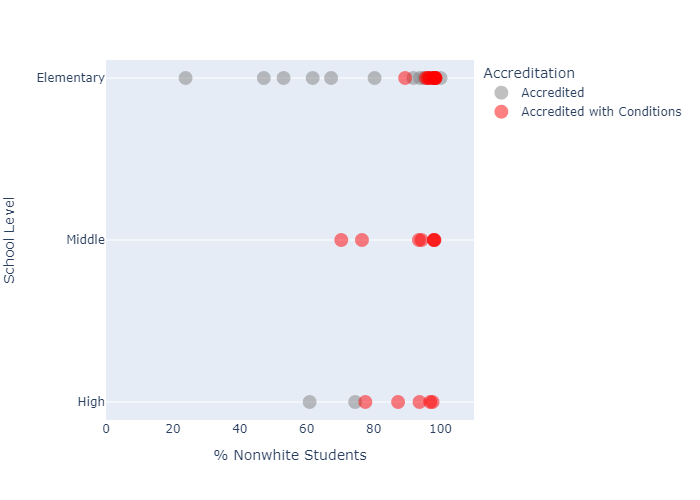 Accreditation
Accredited
Accredited with Conditions
School Level
Elementary
Middle
High
0 20 40 60 80 100
% Nonwhite Students